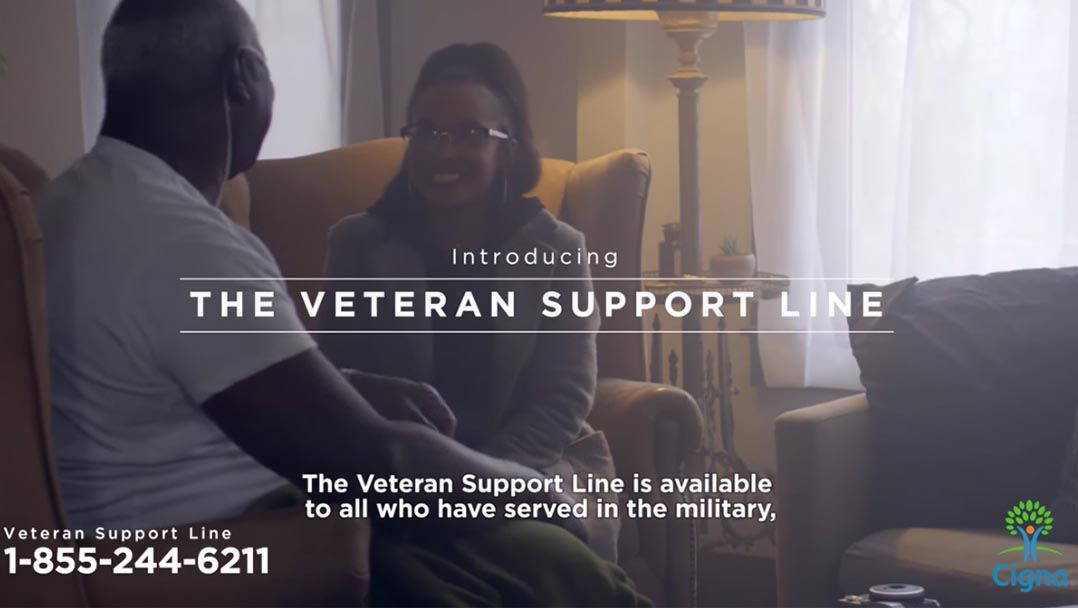 Introducing
THE VETERAN SUPPORT LINE
The Veteran Support Line is available
to all who have served in the military,
Veteran Support Line
1-855-244-6211
Cigna